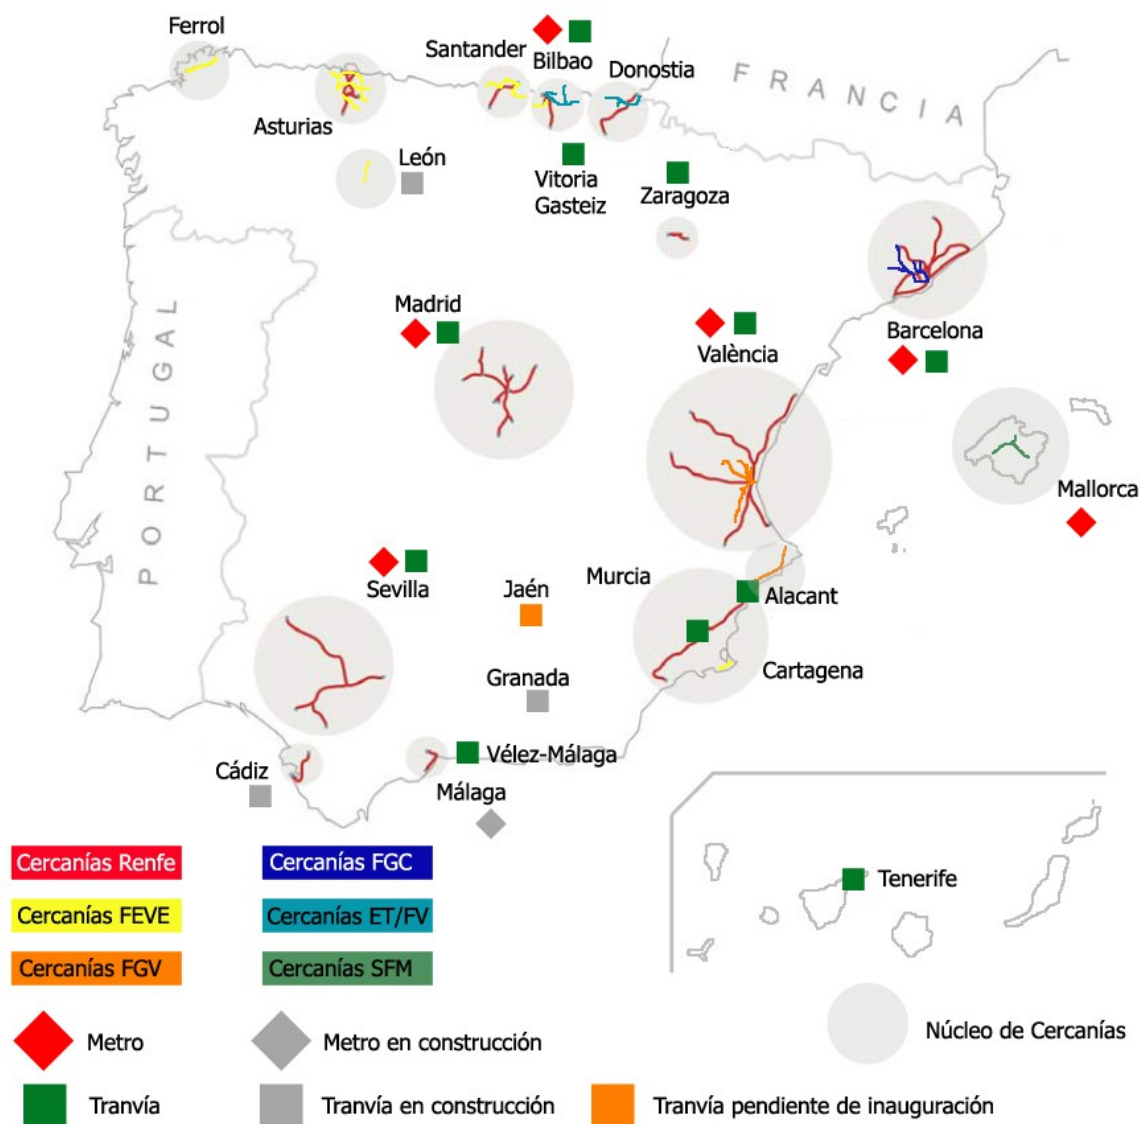 Ferrol
Santander
Bilbao
Donostia
FRANCIA
Asturias
León
Vitoria
Gasteiz
Zaragoza
PORTUGAL
Madrid
València
Barcelona
Mallorca
Sevilla
Jaén
Murcia
Alacant
Granada
Cartagena
Cádiz
Vélez-Málaga
Málaga
Tenerife
Cercanías Renfe
Cercanías FGC
Cercanías FEVE
Cercanías ET/FV
Cercanías FGV
Cercanías SFM
Núcleo de Cercanías
Metro
Metro en construcción
Tranvía
Tranvía en construcción
Tranvía pendiente de inauguración